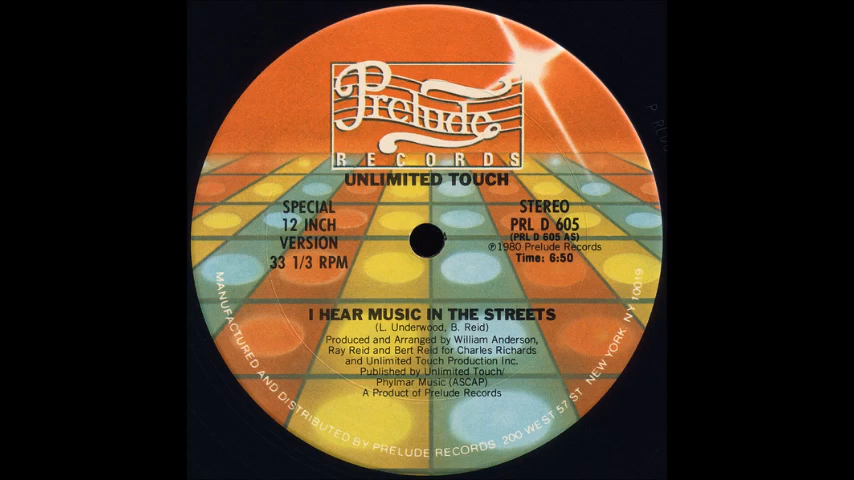 Prelude
RECORDS
UNLIMITED TOUCH
SPECIAL
12 INCH
VERSION
33 1/3 RPM
STEREO
PRL D 605
(PRL D 605 AS)
℗1980 Prelude Records
Time: 6:50
I HEAR MUSIC IN THE STREETS
(L. Underwood, B. Reid)
Produced and Arranged by William Anderson,
Ray Reid and Bert Reid for Charles Richards
and Unlimited Touch Production Inc.
Published by Unlimited Touch/
Phylmar Music (ASCAP)
A Product of Prelude Records
MANUFACTURED AND DISTRIBUTED BY PRELUDE RECORDS 200 WEST 57 ST. NEW YORK, NY 10019